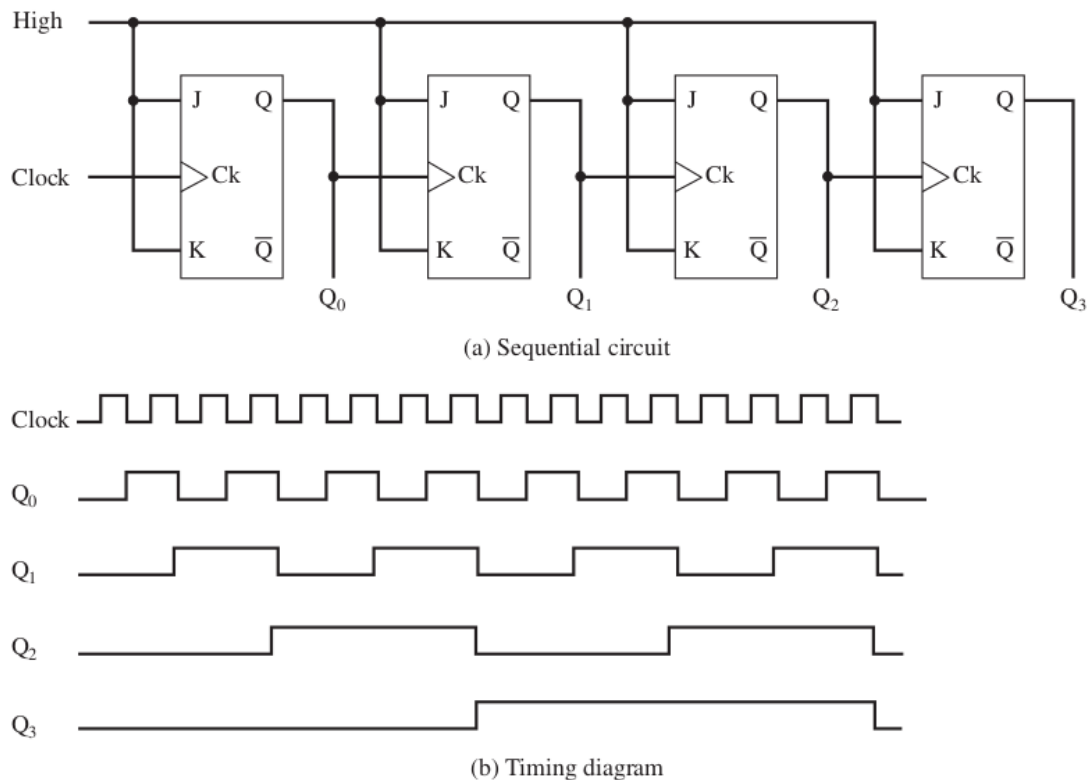 High
J Q J Q J Q J Q
Clock Ck Ck Ck Ck
K Q̅ K Q̅ K Q̅ K Q̅
Q₀ Q₁ Q₂ Q₃
(a) Sequential circuit
Clock
Q₀
Q₁
Q₂
Q₃
(b) Timing diagram